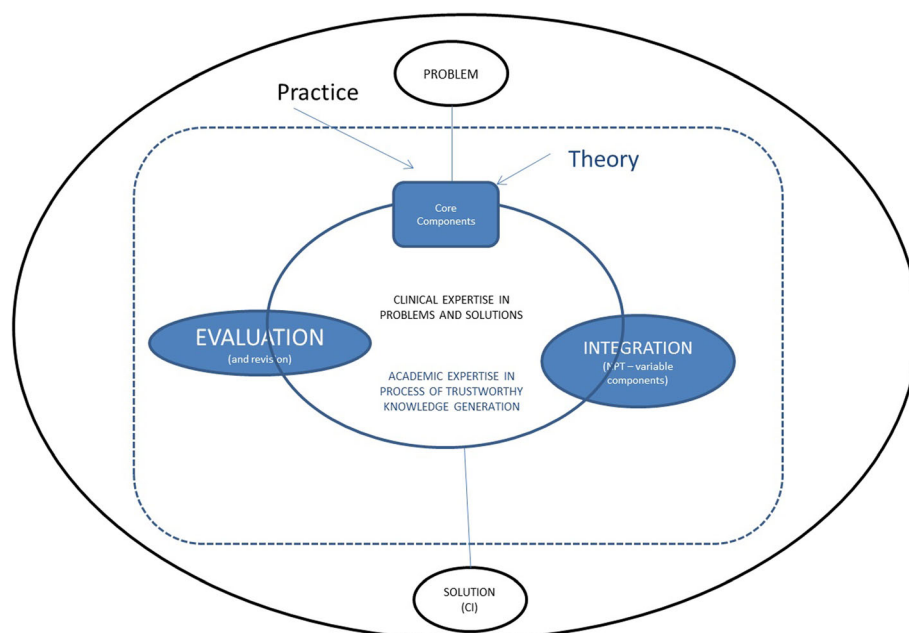 PROBLEM
Practice
Theory
Core
Components
CLINICAL EXPERTISE IN
PROBLEMS AND SOLUTIONS
EVALUATION
(and revision)
INTEGRATION
(NPT – variable
components)
ACADEMIC EXPERTISE IN
PROCESS OF TRUSTWORTHY
KNOWLEDGE GENERATION
SOLUTION
(CI)